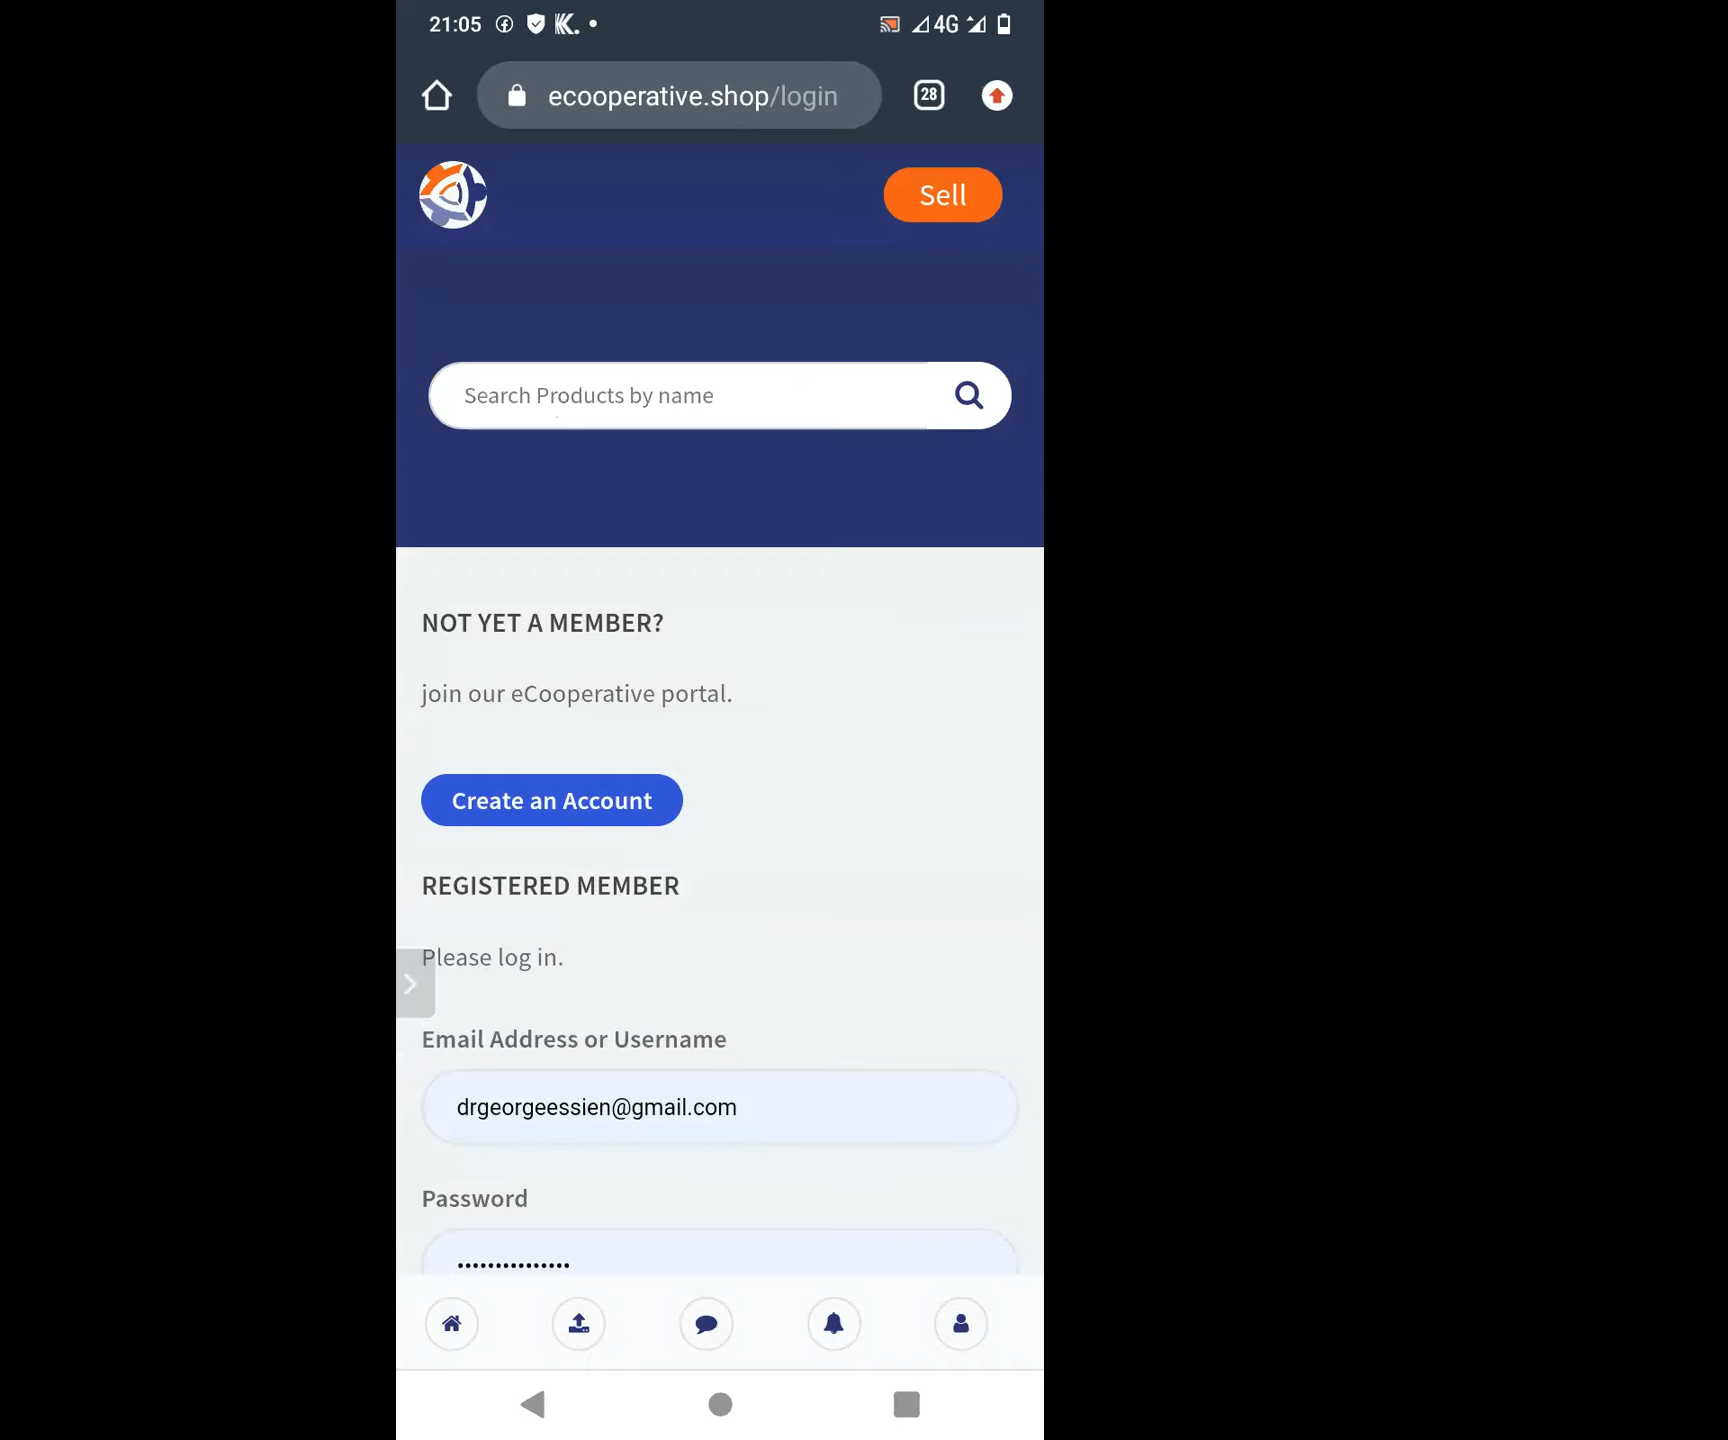 21:05
4G
ecooperative.shop/login
28
Sell
Search Products by name
NOT YET A MEMBER?
join our eCooperative portal.
Create an Account
REGISTERED MEMBER
Please log in.
Email Address or Username
drgeorgeessien@gmail.com
Password
•••••••••••••••